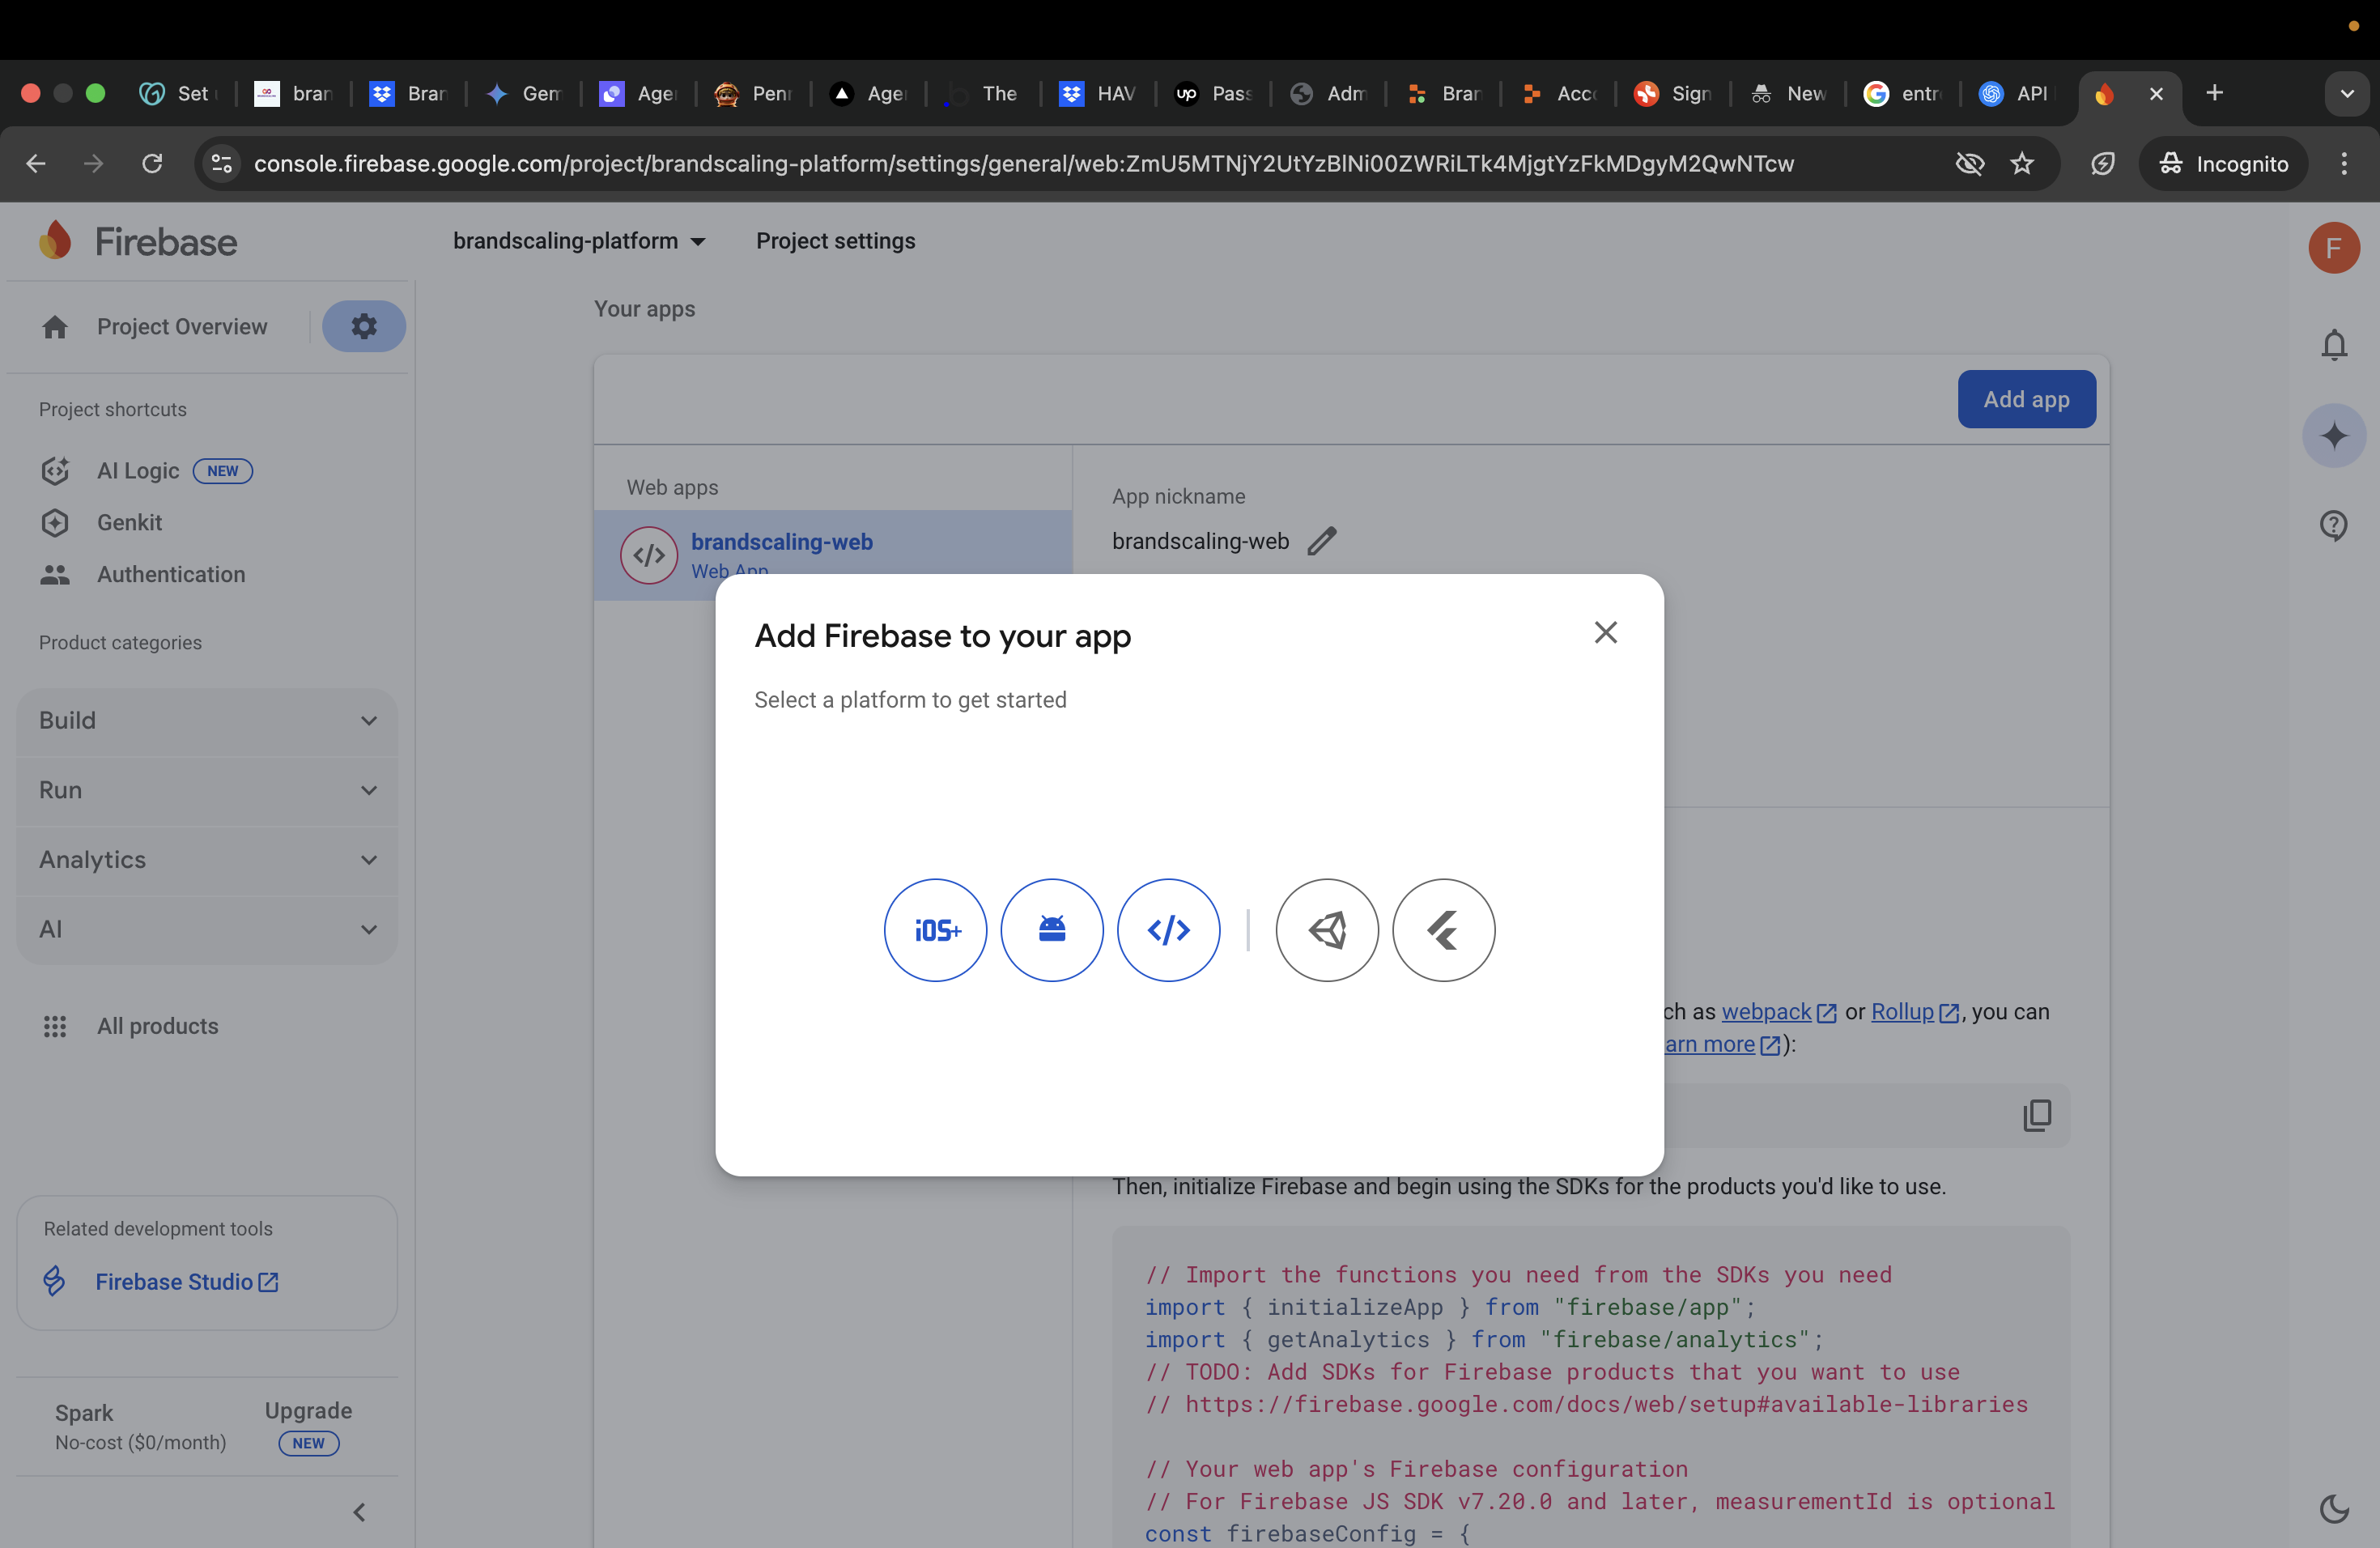 Set
bran
Bran
Gem
Age
Penn
Age
The
HAV
up
Pass
Adm
Bran
Acco
Sign
New
entr
API
console.firebase.google.com/project/brandscaling-platform/settings/general/web:ZmU5MTNjY2UtYzBlNi00ZWRiLTk4MjgtYzFkMDgyM2QwNTcw
Incognito
Firebase
brandscaling-platform
Project settings
F
Project Overview
Project shortcuts
AI Logic NEW
Genkit
Authentication
Product categories
Build
Run
Analytics
AI
All products
Related development tools
Firebase Studio
Spark
No-cost ($0/month)
Upgrade
NEW
Your apps
Add app
Web apps
brandscaling-web
Web App
App nickname
brandscaling-web
Add Firebase to your app
Select a platform to get started
iOS+
ch as webpack or Rollup, you can
arn more):
Then, initialize Firebase and begin using the SDKs for the products you'd like to use.
// Import the functions you need from the SDKs you need
import { initializeApp } from "firebase/app";
import { getAnalytics } from "firebase/analytics";
// TODO: Add SDKs for Firebase products that you want to use
// https://firebase.google.com/docs/web/setup#available-libraries
// Your web app's Firebase configuration
// For Firebase JS SDK v7.20.0 and later, measurementId is optional
const firebaseConfig = {